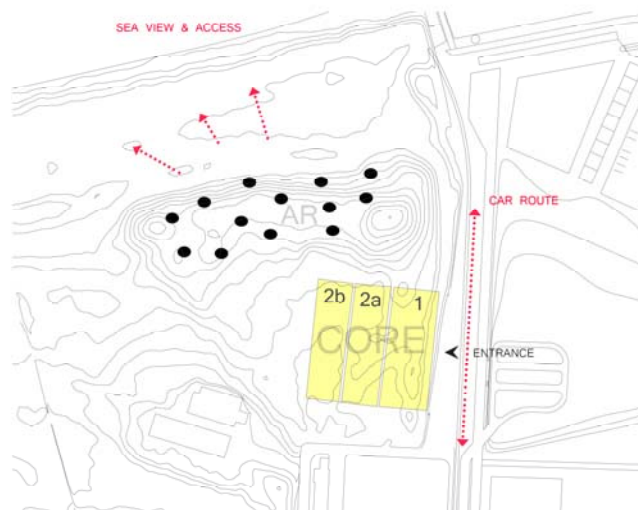 SEA VIEW & ACCESS
AR
CAR ROUTE
2b 2a 1
CORE
ENTRANCE